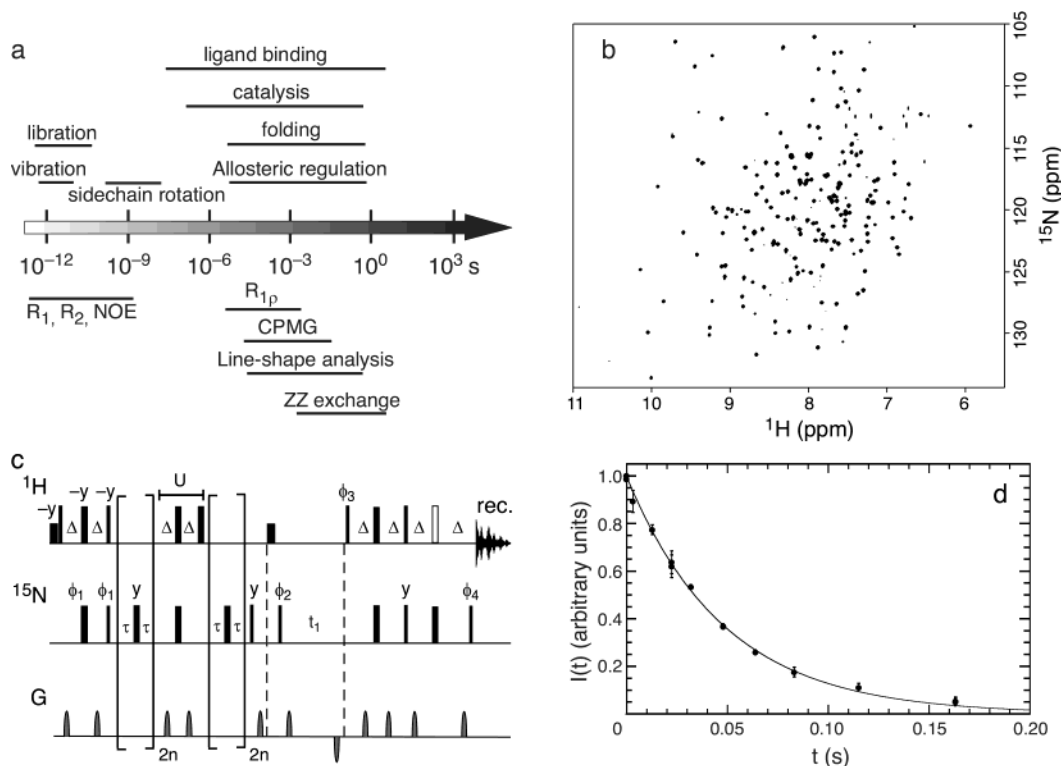 a
ligand binding
catalysis
libration
folding
vibration
Allosteric regulation
sidechain rotation
10⁻¹² 10⁻⁹ 10⁻⁶ 10⁻³ 10⁰ 10³ s
R₁, R₂, NOE
R₁ρ
CPMG
Line-shape analysis
ZZ exchange
b
105
110
115
120
125
130
¹⁵N (ppm)
11 10 9 8 7 6
¹H (ppm)
c
¹H
–y –y –y U ϕ₃ rec.
Δ Δ Δ Δ Δ Δ Δ Δ
¹⁵N
ϕ₁ ϕ₁ y y ϕ₂ y ϕ₄
τ τ τ τ t₁
G
2n 2n
d
1.0
0.8
0.6
0.4
0.2
I(t) (arbitrary units)
0 0.05 0.10 0.15 0.20
t (s)